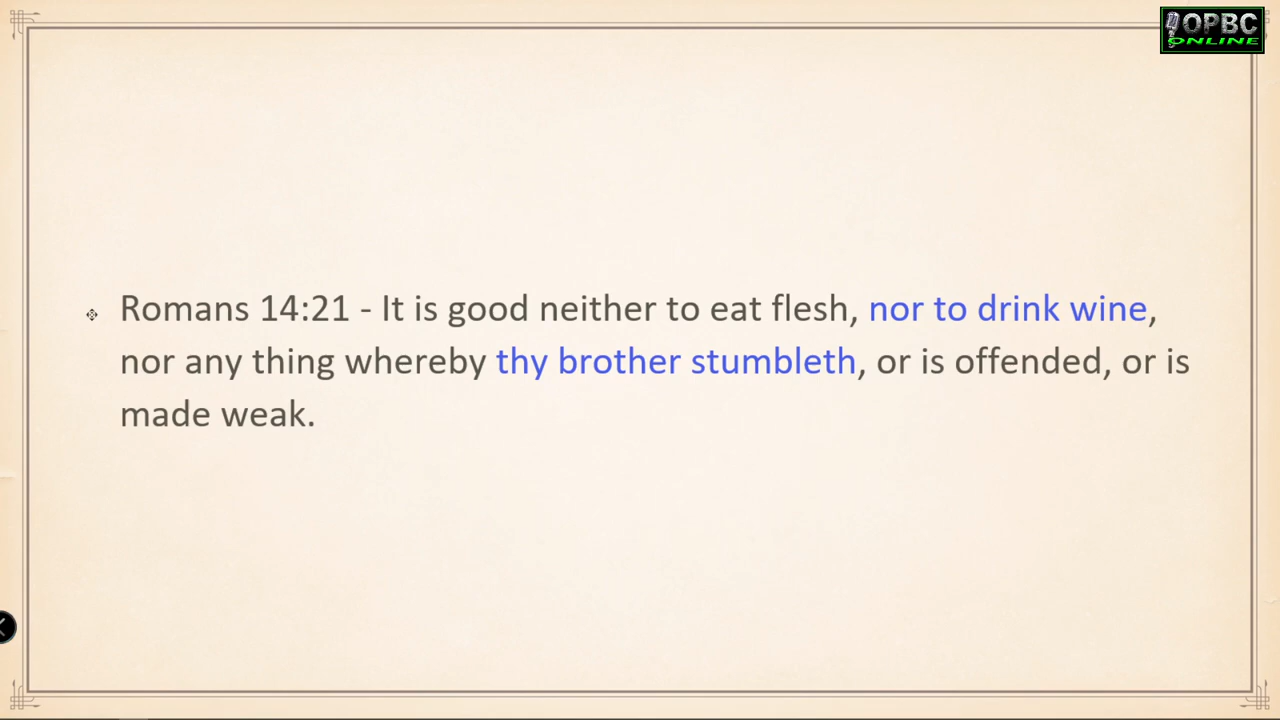 OPBC
ONLINE
Romans 14:21 - It is good neither to eat flesh, nor to drink wine,
nor any thing whereby thy brother stumbleth, or is offended, or is
made weak.